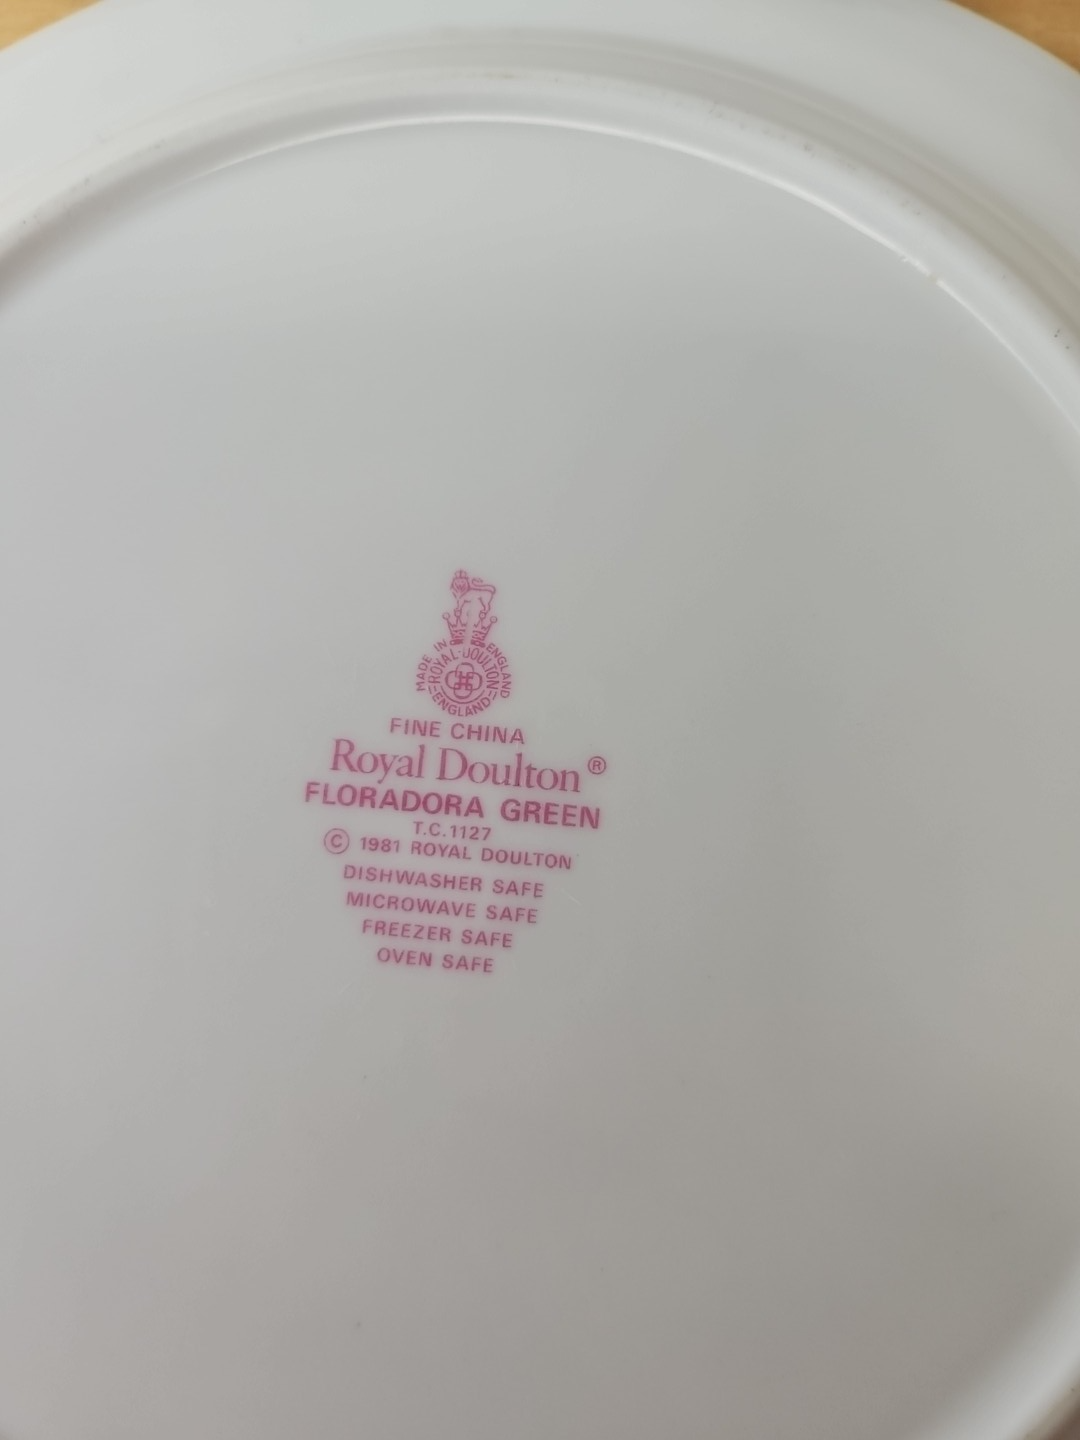 MADE IN ENGLAND
ROYAL-DOULTON
ENGLAND
FINE CHINA
Royal Doulton®
FLORADORA GREEN
T.C.1127
© 1981 ROYAL DOULTON
DISHWASHER SAFE
MICROWAVE SAFE
FREEZER SAFE
OVEN SAFE